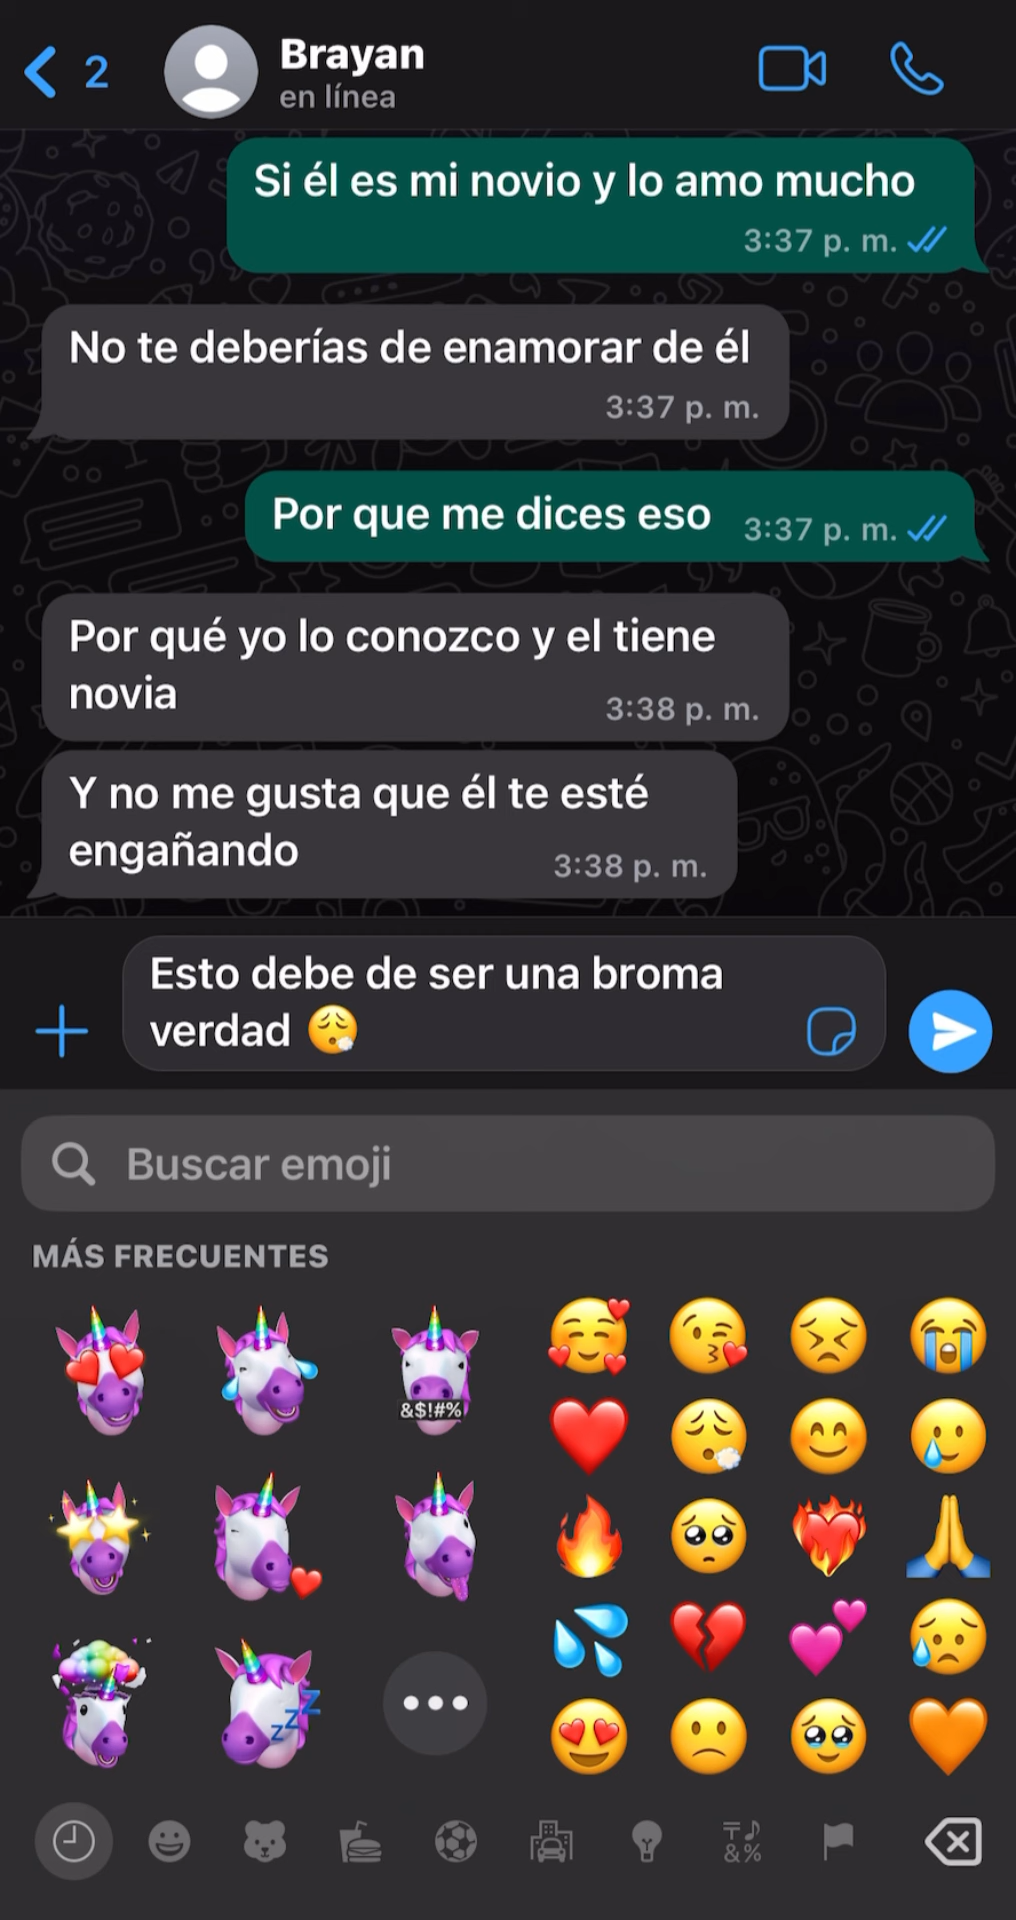 2
Brayan
en línea
Si él es mi novio y lo amo mucho
3:37 p. m.
No te deberías de enamorar de él
3:37 p. m.
Por que me dices eso 3:37 p. m.
Por qué yo lo conozco y el tiene
novia 3:38 p. m.
Y no me gusta que él te esté
engañando 3:38 p. m.
Esto debe de ser una broma
verdad 😮‍💨
Buscar emoji
MÁS FRECUENTES
&$!#%
zzZ
&%